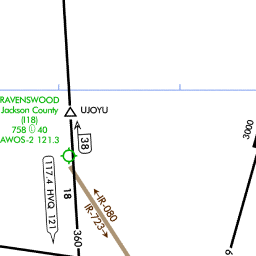 RAVENSWOOD
Jackson County
(I18)
758 Ⓛ 40
AWOS-2 121.3
UJOYU
38
3000
117.4 HVQ 121
18
IR-080
IR-723
360